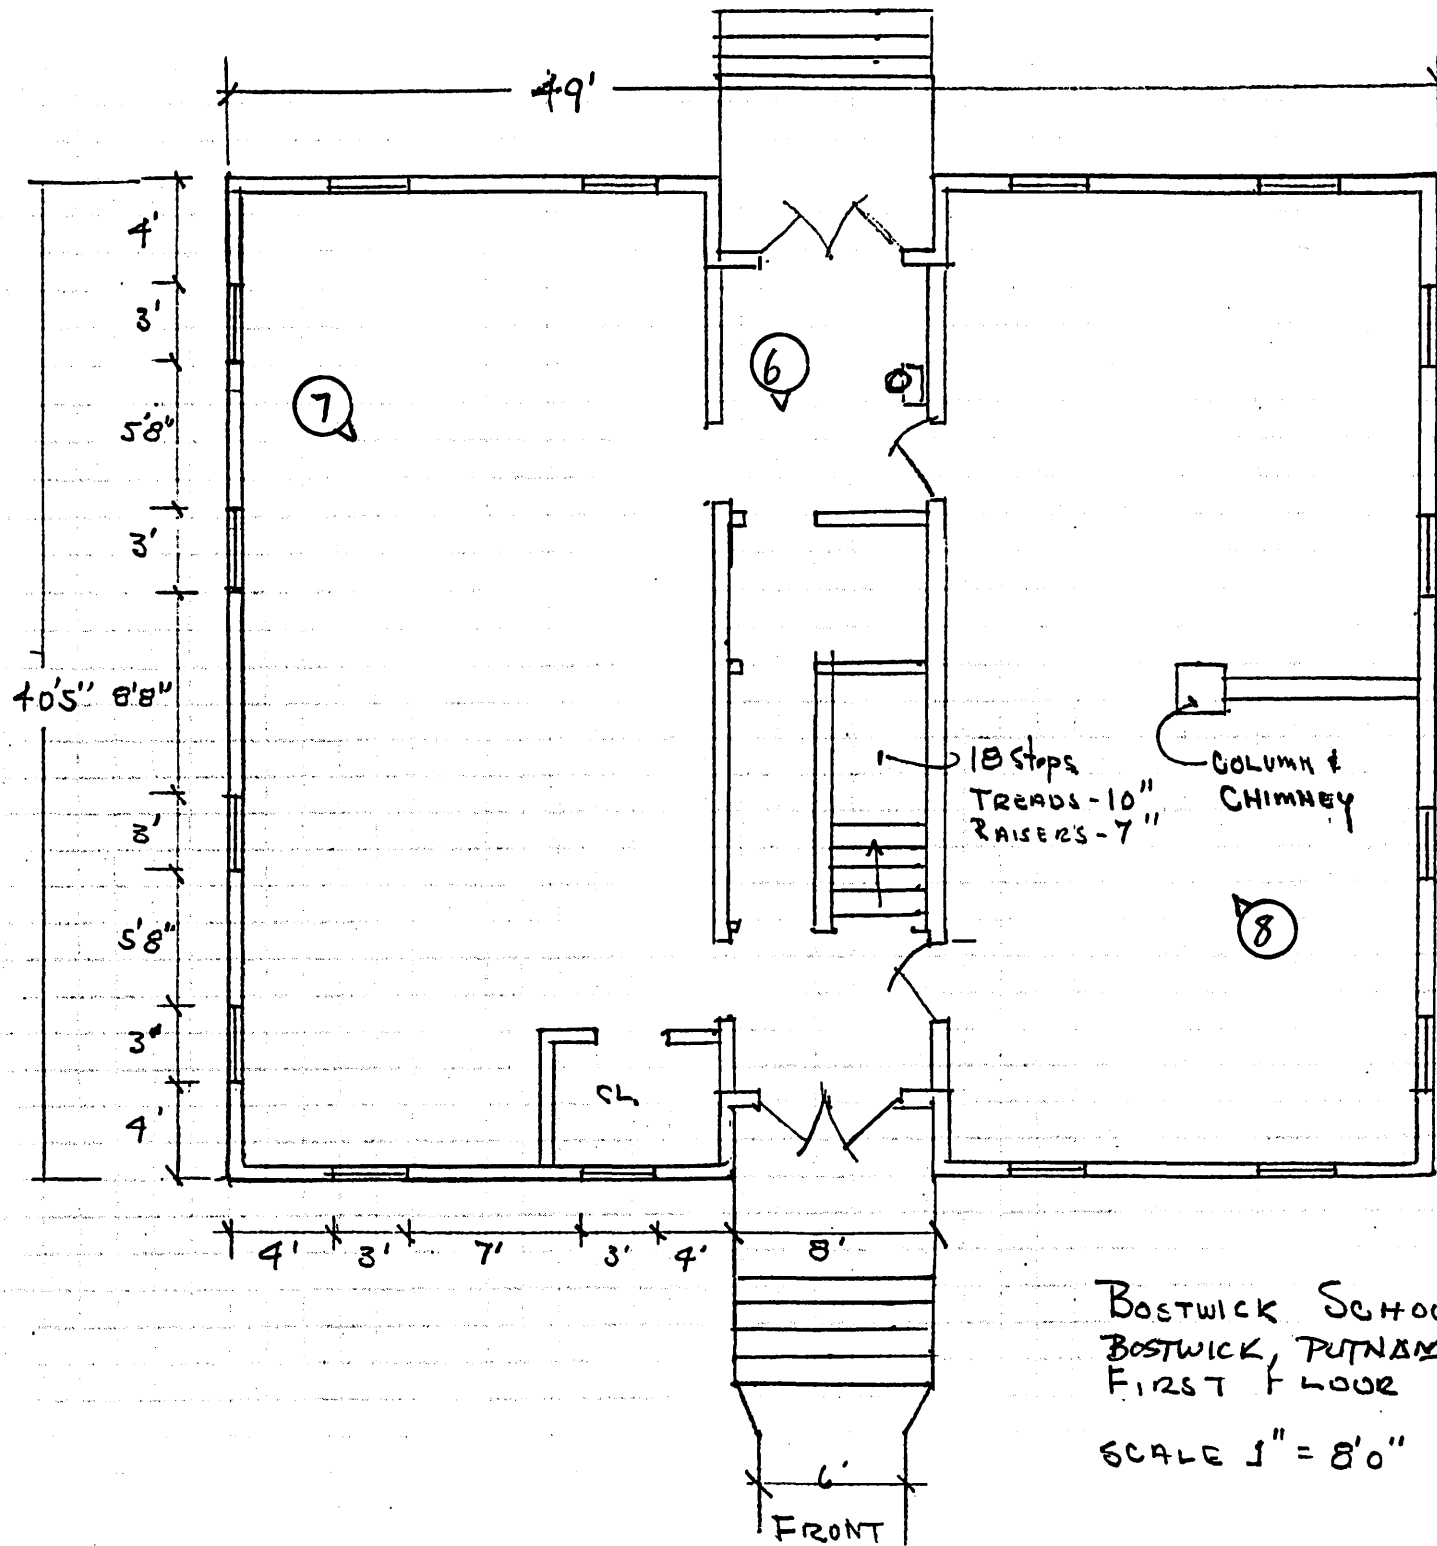 49'
4'
3'
5'8"
3'
40'5" 8'8"
3'
5'8"
3'
4'
6
7
8
18 Steps
TREADS - 10"
RAISERS - 7"
COLUMN &
CHIMNEY
CL.
4' 3' 7' 3' 4' 8'
BOSTWICK SCHOO
BOSTWICK, PUTNAM
FIRST FLOOR
SCALE 1" = 8'0"
6'
FRONT